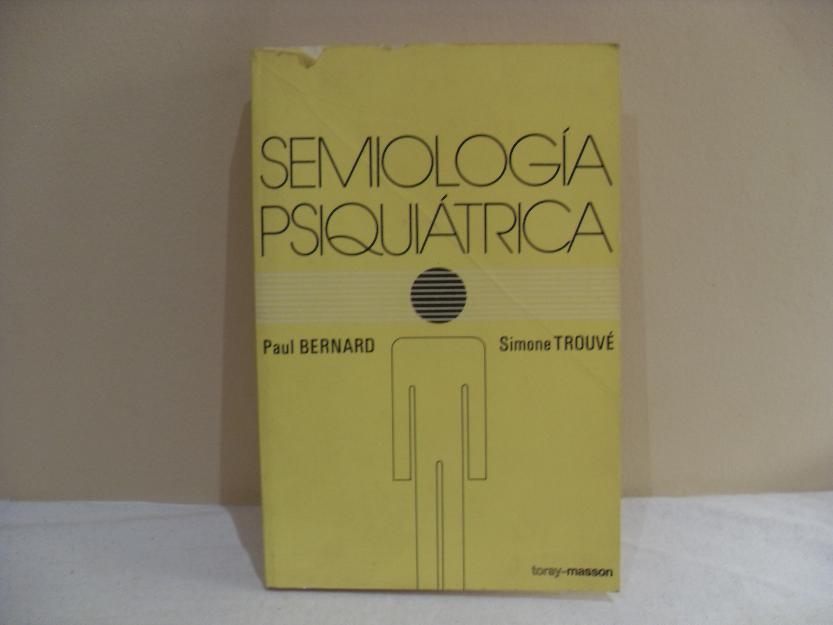 SEMIOLOGÍA
PSIQUIÁTRICA
Paul BERNARD
Simone TROUVÉ
toray-masson